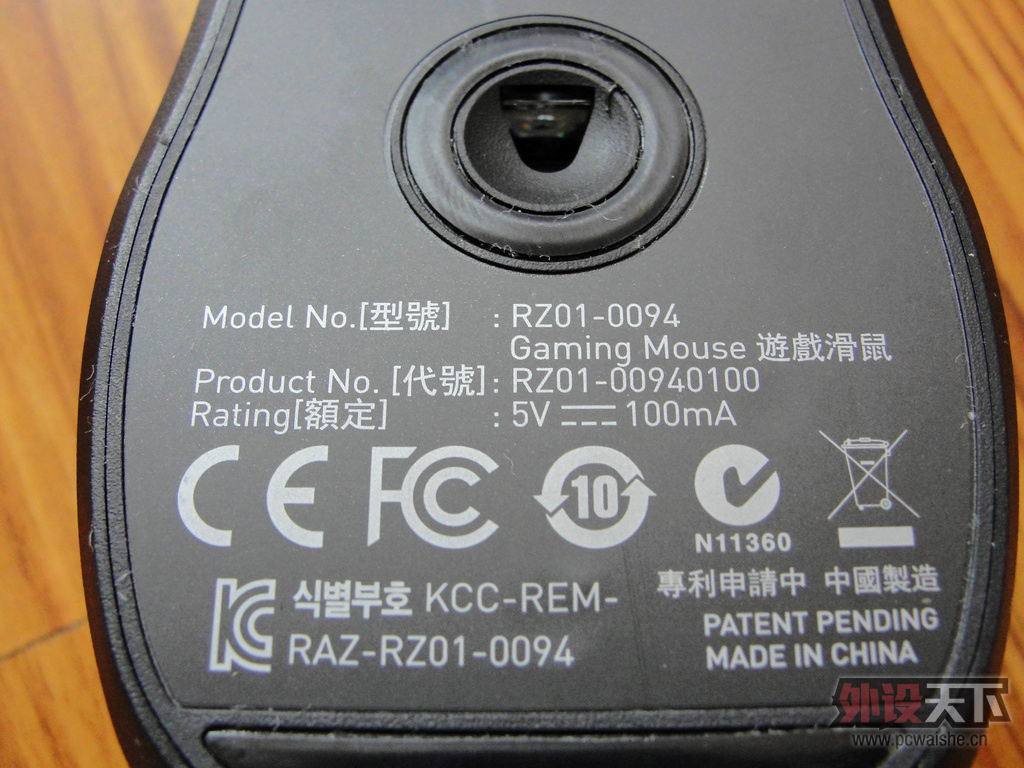 Model No.[型號] : RZ01-0094
Gaming Mouse 遊戲滑鼠
Product No. [代號] : RZ01-00940100
Rating[額定] : 5V 100mA
CE FC 10
N11360
식별부호 KCC-REM-
RAZ-RZ01-0094
專利申請中 中國製造
PATENT PENDING
MADE IN CHINA
外设天下
www.pcwaishe.cn